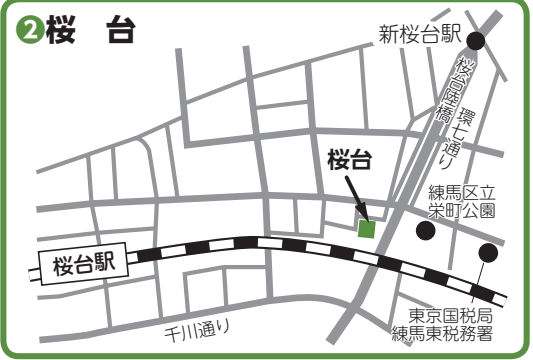 ❷桜 台
新桜台駅
桜台陸橋
環七通り
桜台
練馬区立
栄町公園
桜台駅
東京国税局
練馬東税務署
千川通り